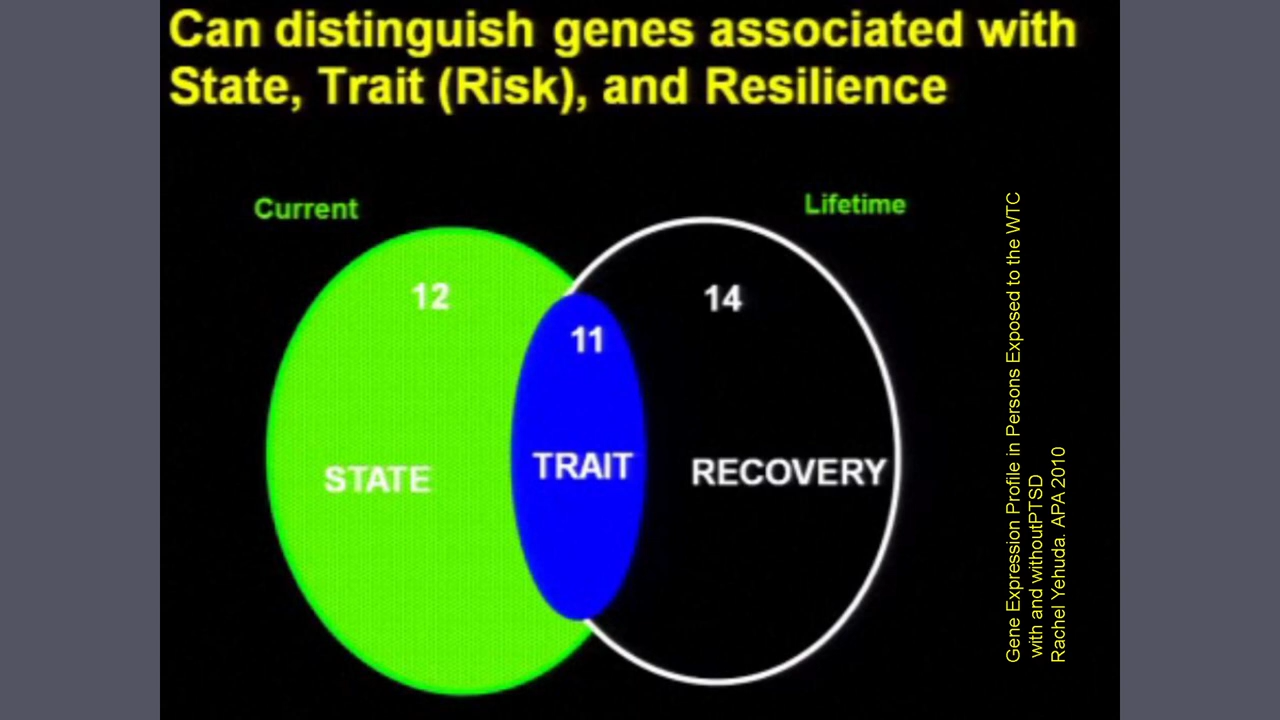 Can distinguish genes associated with
State, Trait (Risk), and Resilience
Current
Lifetime
12
14
11
STATE
TRAIT
RECOVERY
Gene Expression Profile in Persons Exposed to the WTC
with and withoutPTSD
Rachel Yehuda. APA 2010